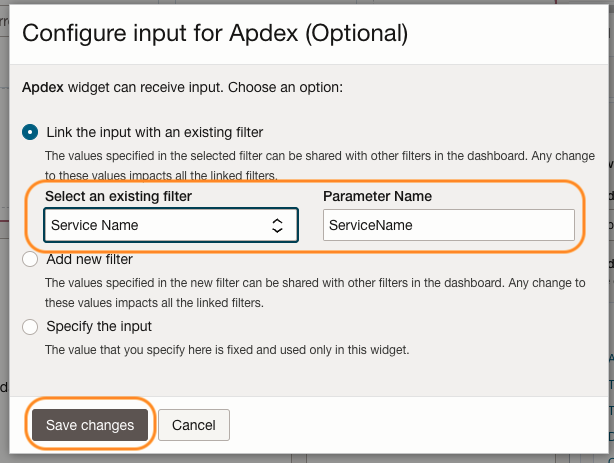 Configure input for Apdex (Optional)
Apdex widget can receive input. Choose an option:
Link the input with an existing filter
The values specified in the selected filter can be shared with other filters in the dashboard. Any change
to these values impacts all the linked filters.
Select an existing filter
Parameter Name
Service Name
ServiceName
Add new filter
The values specified in the new filter can be shared with other filters in the dashboard. Any change to
these values impacts all the linked filters.
Specify the input
The value that you specify here is fixed and used only in this widget.
Save changes
Cancel